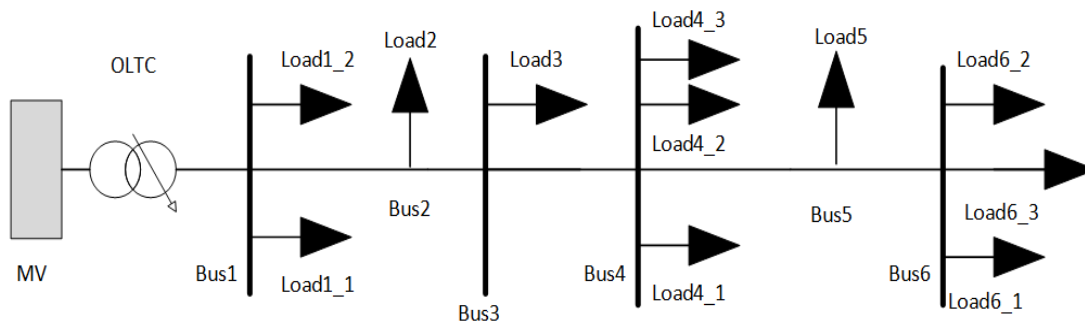 Load4_3
Load2
Load5
OLTC
Load1_2
Load3
Load6_2
Load4_2
Bus2
Bus5
Load6_3
MV
Bus1
Load1_1
Bus3
Bus4
Load4_1
Bus6
Load6_1